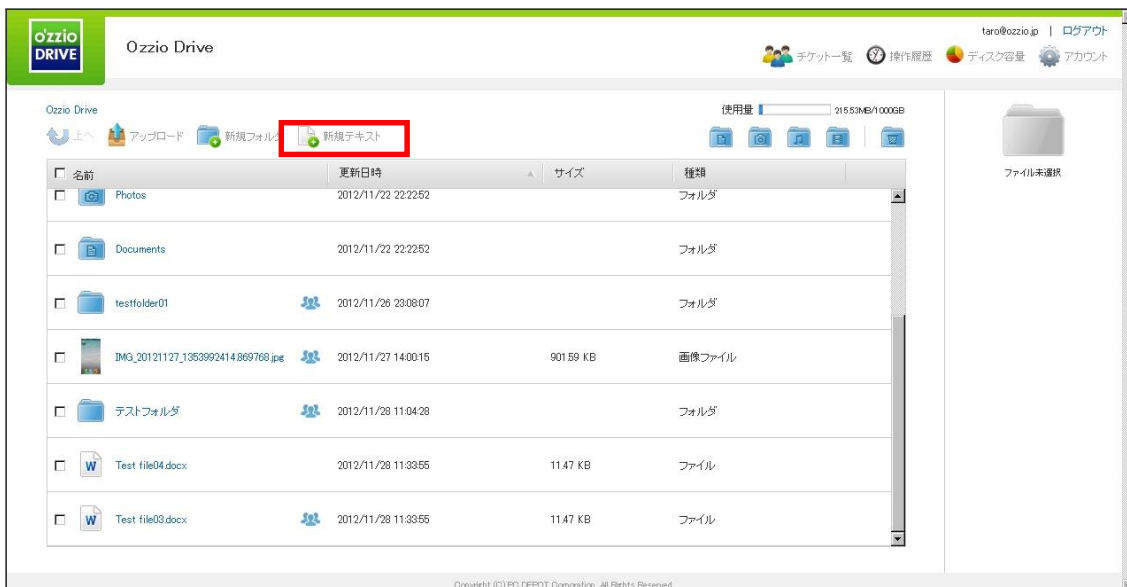 o'zzio
DRIVE
Ozzio Drive
taro@ozzio.jp | ログアウト
チケット一覧 操作履歴 ディスク容量 アカウント
Ozzio Drive
使用量 215.53MB/1000GB
上へ アップロード 新規フォルダ 新規テキスト
名前 更新日時 サイズ 種類
ファイル未選択
Photos 2012/11/22 22:22:52 フォルダ
Documents 2012/11/22 22:22:52 フォルダ
testfolder01 2012/11/26 23:08:07 フォルダ
IMG_20121127_1353992414.869768.jpg 2012/11/27 14:00:15 901.59 KB 画像ファイル
テストフォルダ 2012/11/28 11:04:28 フォルダ
W Test file04.docx 2012/11/28 11:33:55 11.47 KB ファイル
W Test file03.docx 2012/11/28 11:33:55 11.47 KB ファイル
Copyright (C) PC DEPOT Corporation. All Rights Reserved.